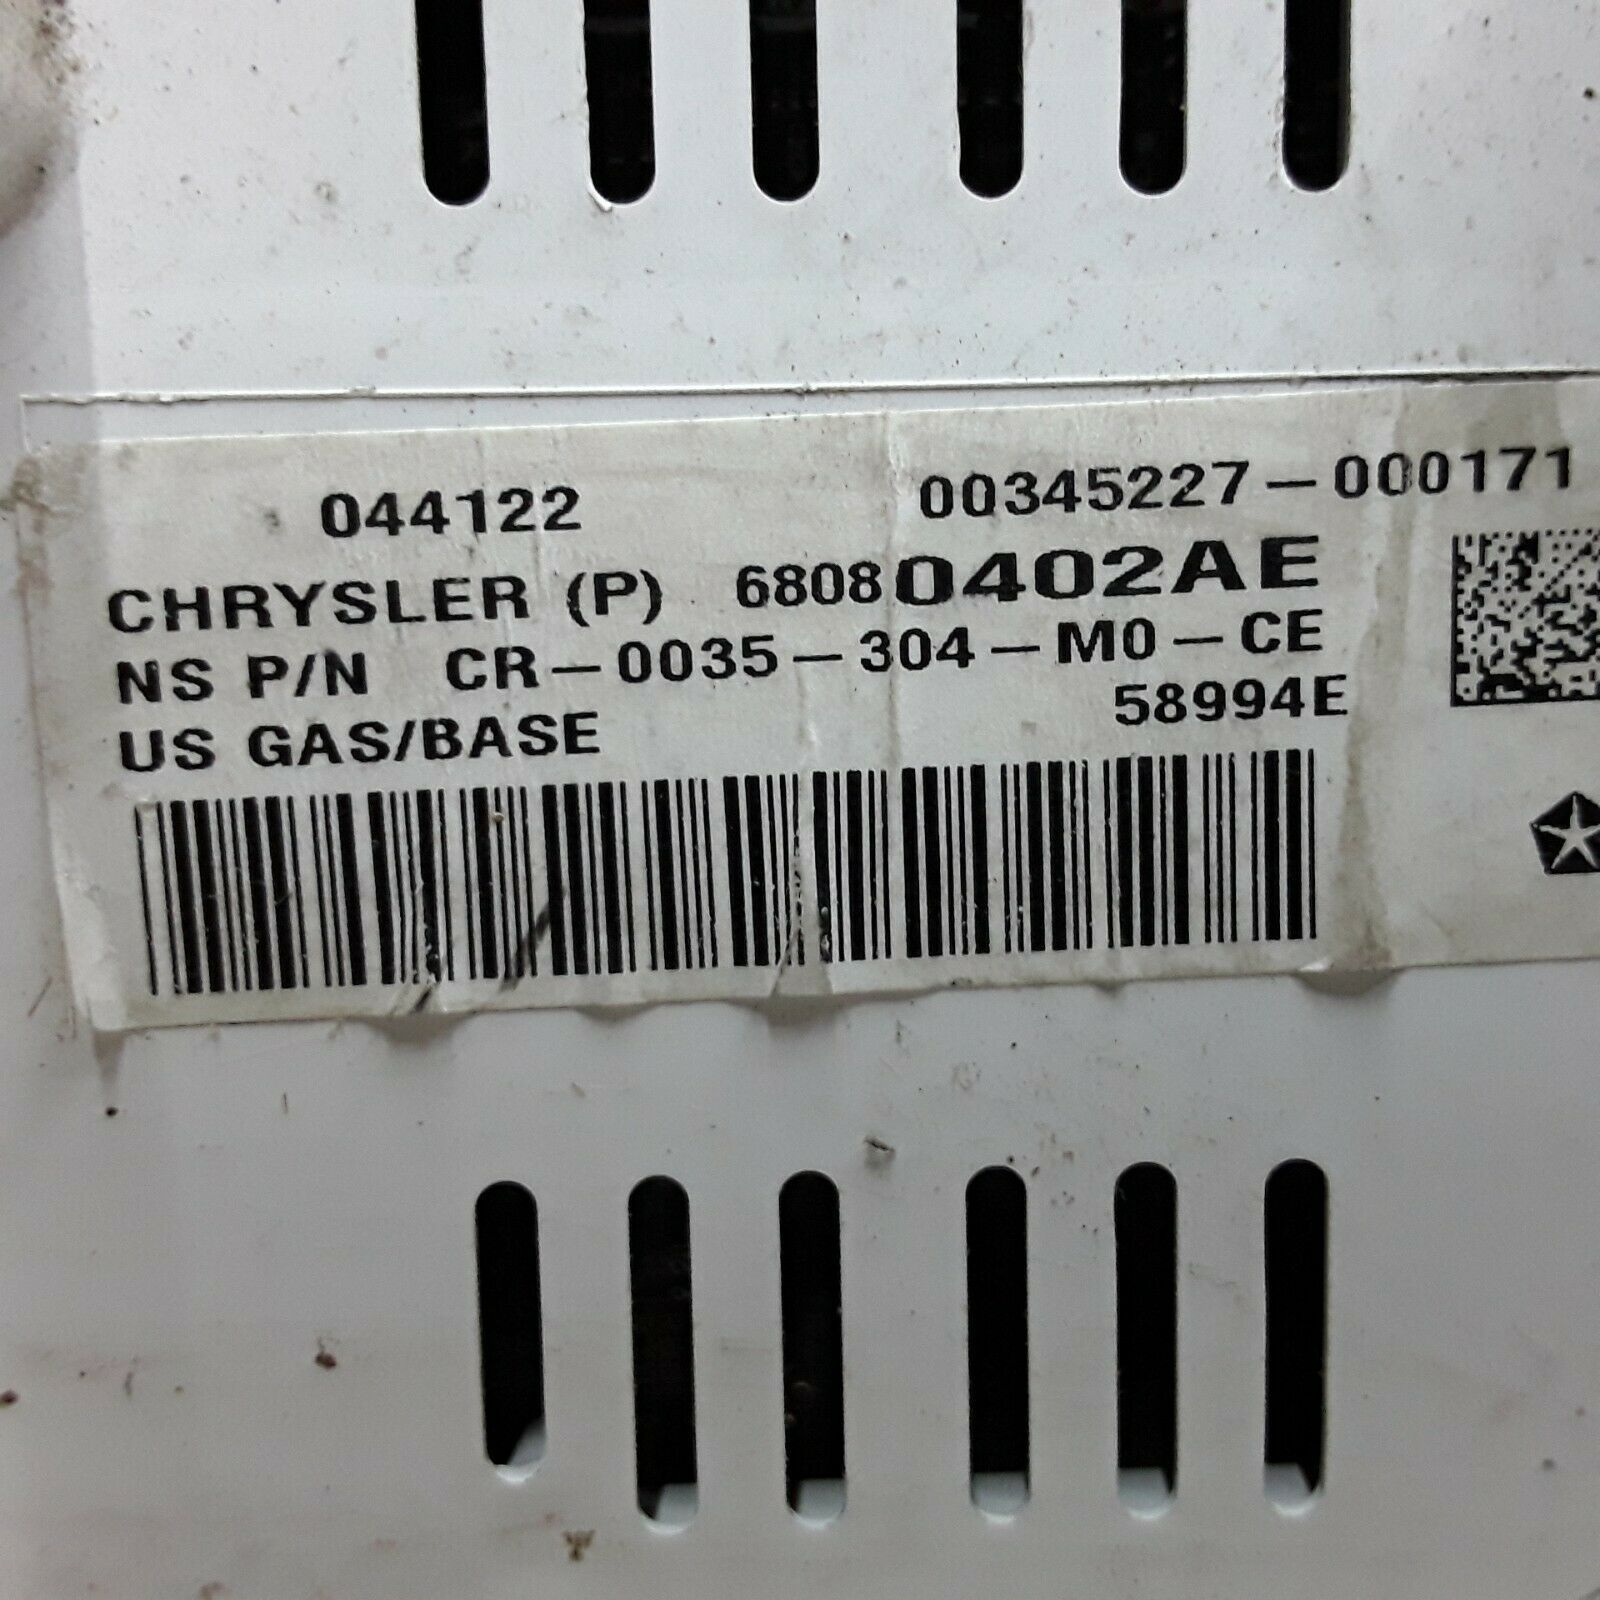 044122 00345227-000171
CHRYSLER (P) 68080402AE
NS P/N CR-0035-304-M0-CE
US GAS/BASE 58994E